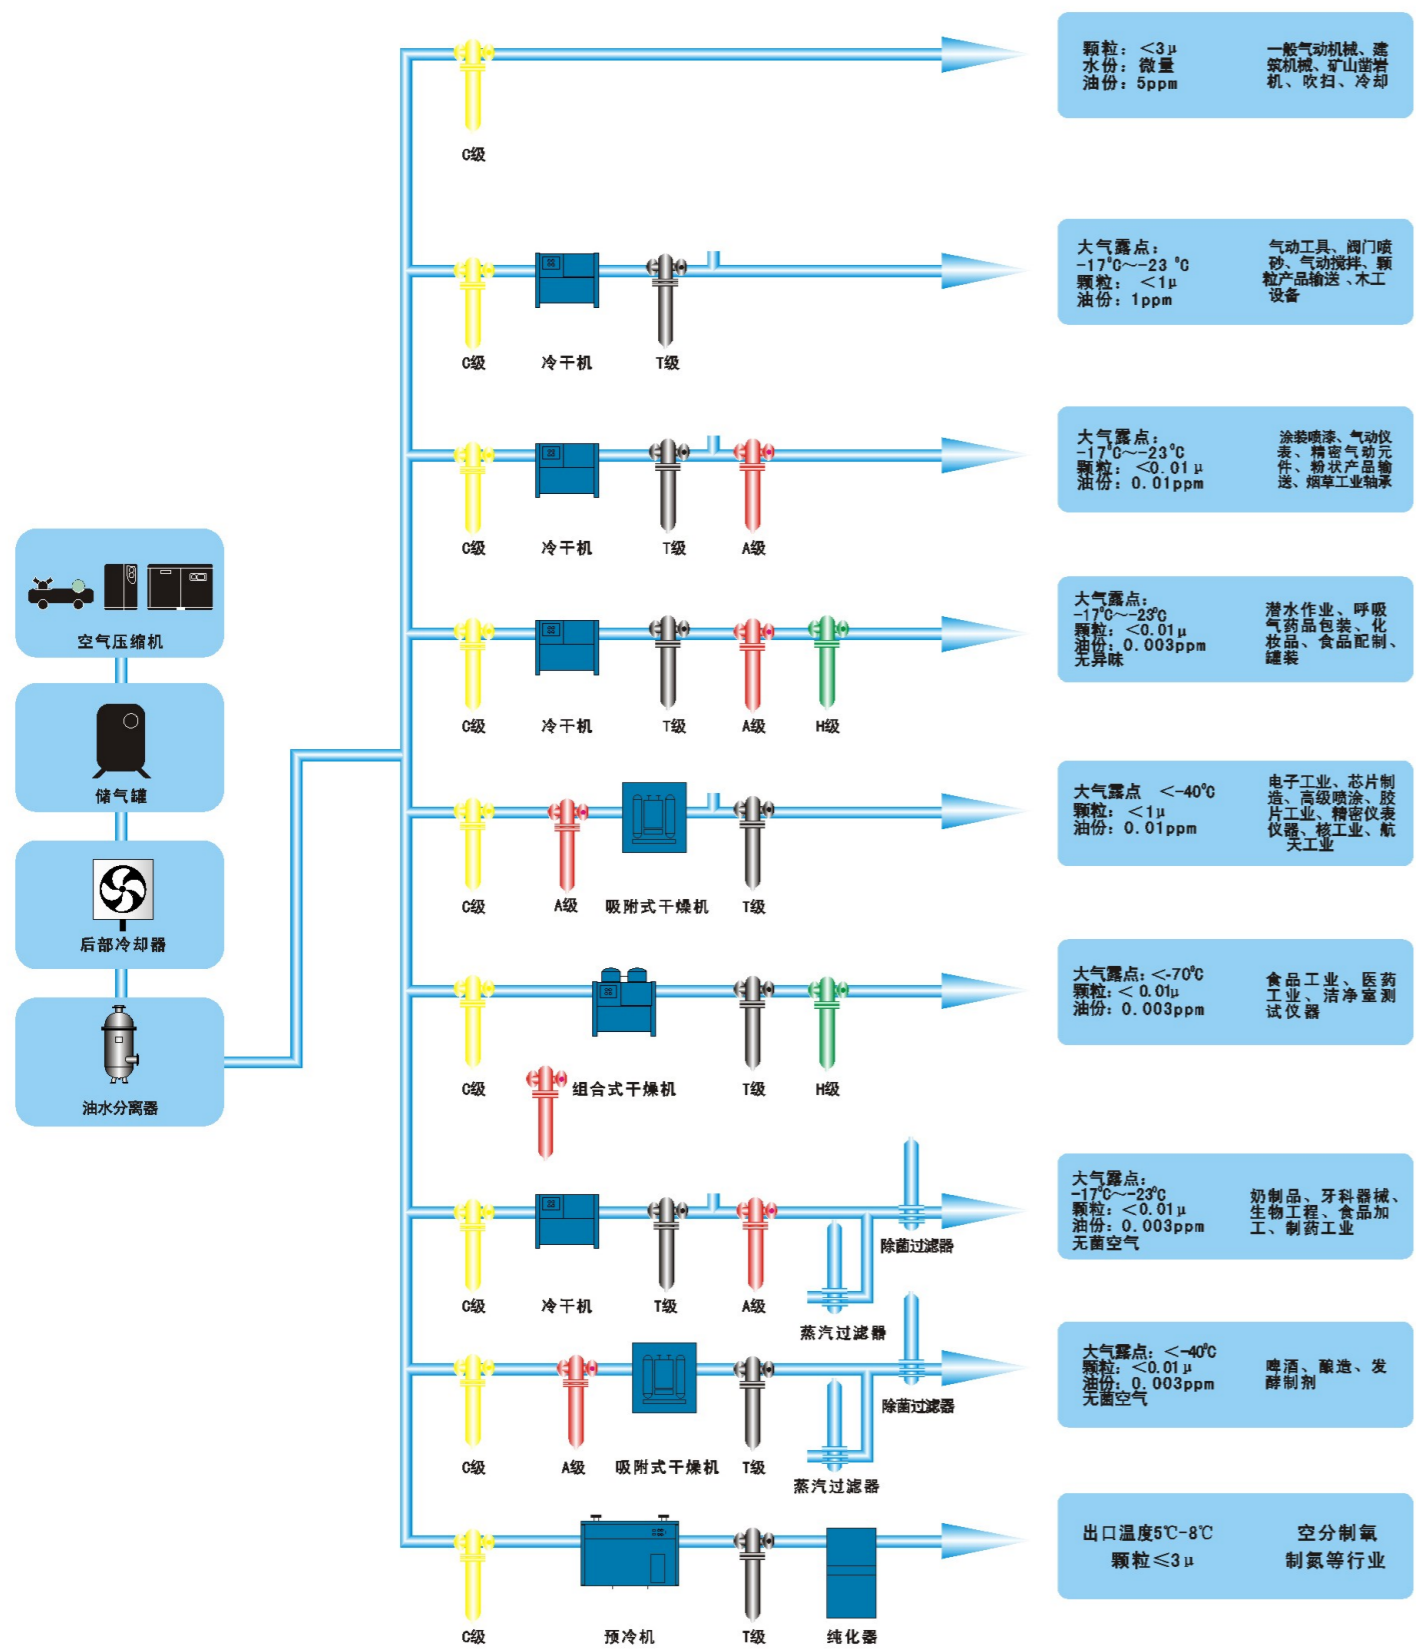 颗粒：＜3μ
水份：微量
油份：5ppm
一般气动机械、建
筑机械、矿山凿岩
机、吹扫、冷却
C级
大气露点：
-17⁰C～-23 ⁰C
颗粒： ＜1μ
油份：1ppm
气动工具、阀门喷
砂、气动搅拌、颗
粒产品输送 、木工
设备
C级
冷干机
T级
大气露点：
-17⁰C～-23⁰C
颗粒：＜0.01μ
油份：0.01ppm
涂装喷漆、气动仪
表、精密气动元
件、粉状产品输
送、烟草工业轴承
C级
冷干机
T级
A级
空气压缩机
储气罐
后部冷却器
油水分离器
大气露点：
-17⁰C～-23⁰C
颗粒：＜0.01μ
油份：0.003ppm
无异味
潜水作业、呼吸
气药品包装、化
妆品、食品配制、
罐装
C级
冷干机
T级
A级
H级
大气露点 ＜-40⁰C
颗粒：＜1μ
油份：0.01ppm
电子工业、芯片制
造、高级喷涂、胶
片工业、精密仪表
仪器、核工业、航
天工业
C级
A级
吸附式干燥机
T级
大气露点：＜-70⁰C
颗粒：＜ 0.01μ
油份：0.003ppm
食品工业、医药
工业、洁净室测
试仪器
C级
组合式干燥机
T级
H级
大气露点：
-17⁰C～-23⁰C
颗粒：＜0.01μ
油份：0.003ppm
无菌空气
奶制品、牙科器械、
生物工程、食品加
工、制药工业
除菌过滤器
C级
冷干机
T级
A级
蒸汽过滤器
大气露点：＜-40⁰C
颗粒：＜0.01μ
油份：0.003ppm
无菌空气
啤酒、酿造、发
酵制剂
除菌过滤器
C级
A级
吸附式干燥机
T级
蒸汽过滤器
出口温度5℃-8℃
颗粒≤3μ
空分制氧
制氮等行业
C级
预冷机
T级
纯化器